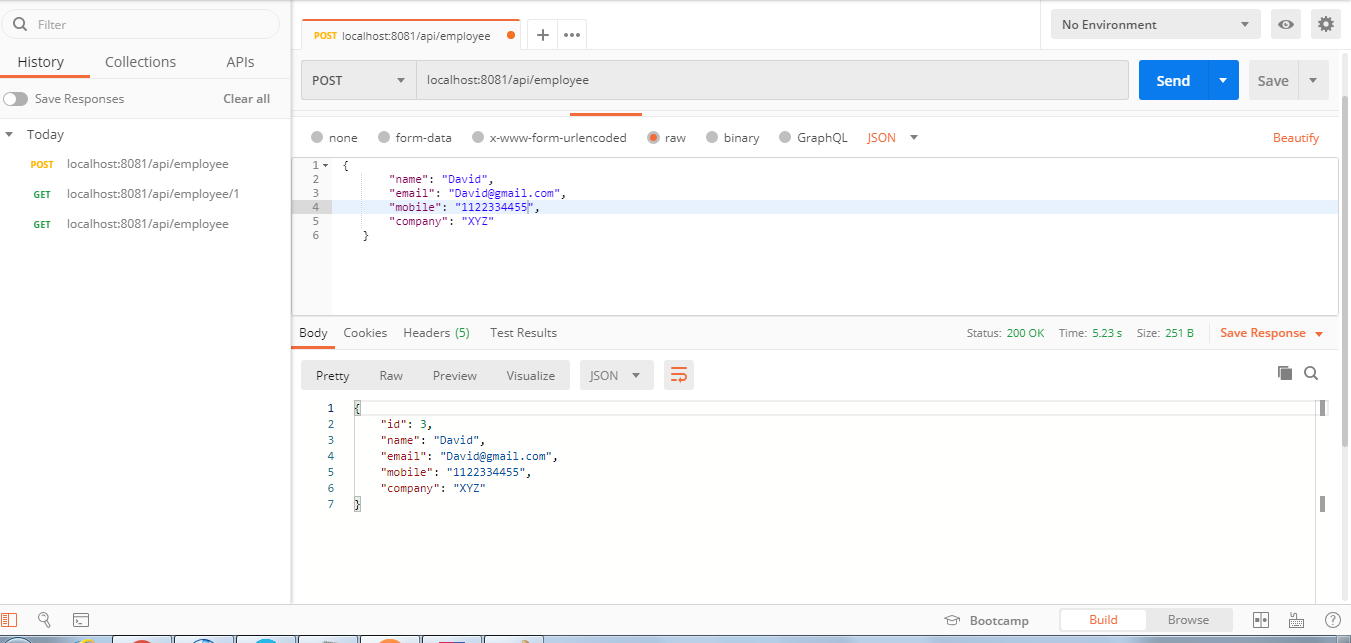 Filter
History Collections APIs
Save Responses Clear all
Today
POST localhost:8081/api/employee
GET localhost:8081/api/employee/1
GET localhost:8081/api/employee
POST localhost:8081/api/employee
No Environment
POST localhost:8081/api/employee Send Save
none form-data x-www-form-urlencoded raw binary GraphQL JSON Beautify
1 {
2 "name": "David",
3 "email": "David@gmail.com",
4 "mobile": "1122334455",
5 "company": "XYZ"
6 }
Body Cookies Headers (5) Test Results Status: 200 OK Time: 5.23 s Size: 251 B Save Response
Pretty Raw Preview Visualize JSON
1 {
2 "id": 3,
3 "name": "David",
4 "email": "David@gmail.com",
5 "mobile": "1122334455",
6 "company": "XYZ"
7 }
Bootcamp Build Browse